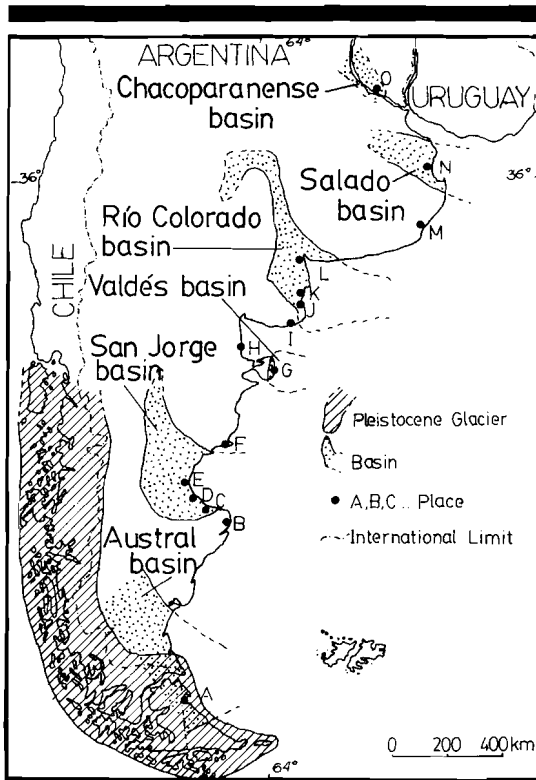 ARGENTINA
64°
Chacoparanense
basin
O
URUGUAY
36°
36°
N
Salado
basin
M
Río Colorado
basin
L
Valdés basin
K
J
I
CHILE
San Jorge
basin
H
G
F
Pleistocene Glacier
Basin
E
D
C
A,B,C .. Place
B
International Limit
Austral
basin
A
0 200 400km
64°